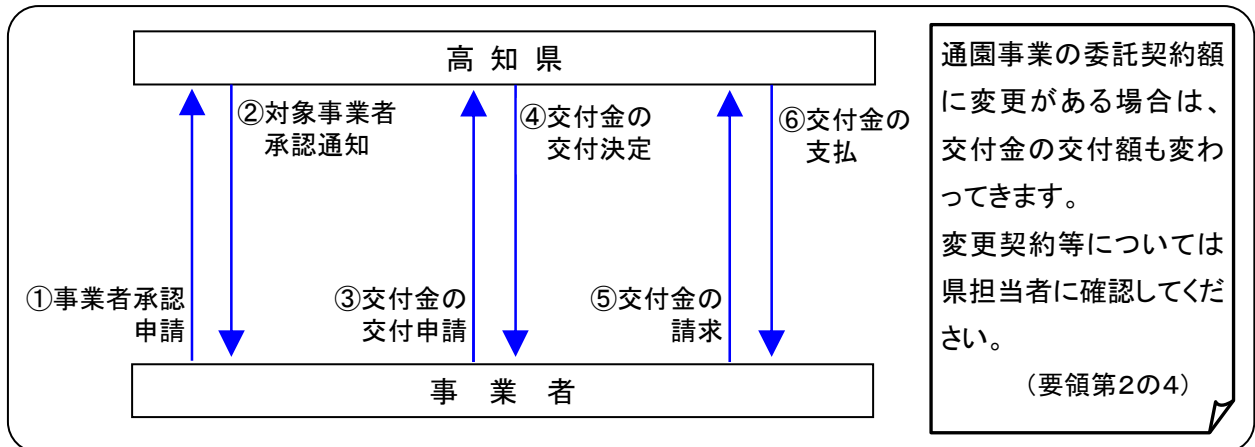 高知県
②対象事業者
承認通知
④交付金の
交付決定
⑥交付金の
支払
①事業者承認
申請
③交付金の
交付申請
⑤交付金の
請求
事業者
通園事業の委託契約額
に変更がある場合は、
交付金の交付額も変わ
ってきます。
変更契約等については
県担当者に確認してくだ
さい。
（要領第２の４）